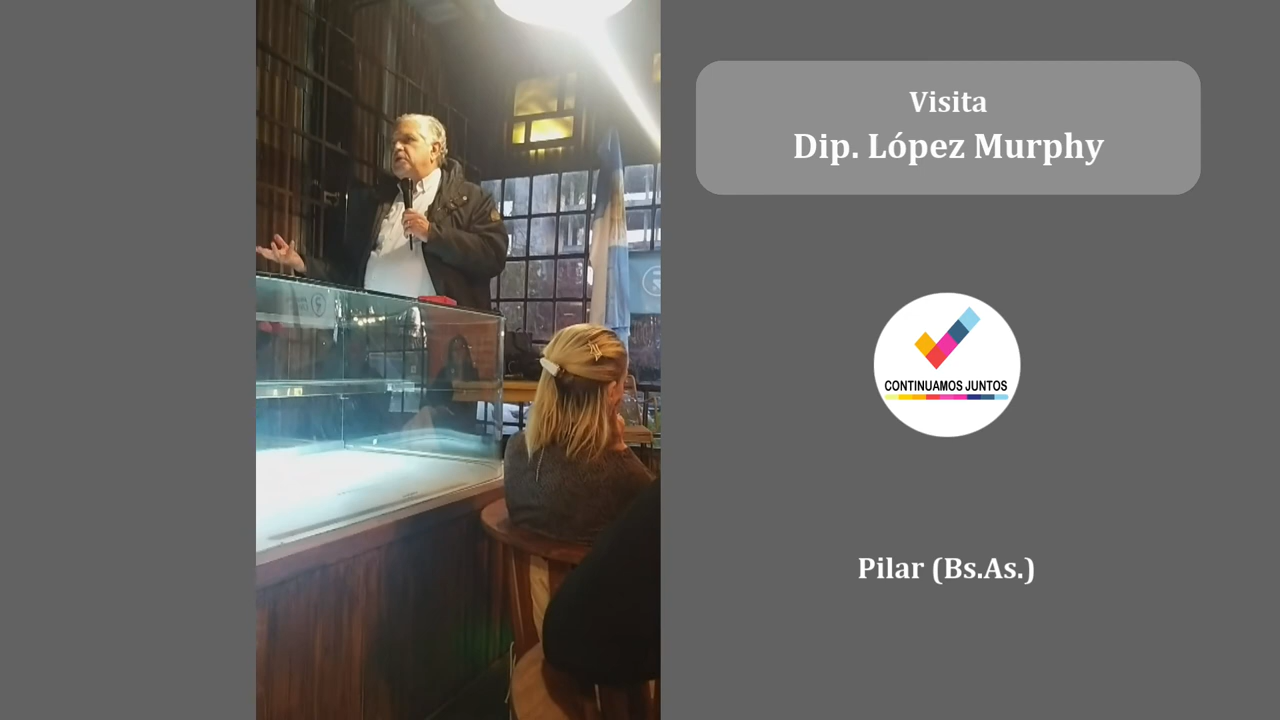 Visita
Dip. López Murphy
CONTINUAMOS JUNTOS
Pilar (Bs.As.)